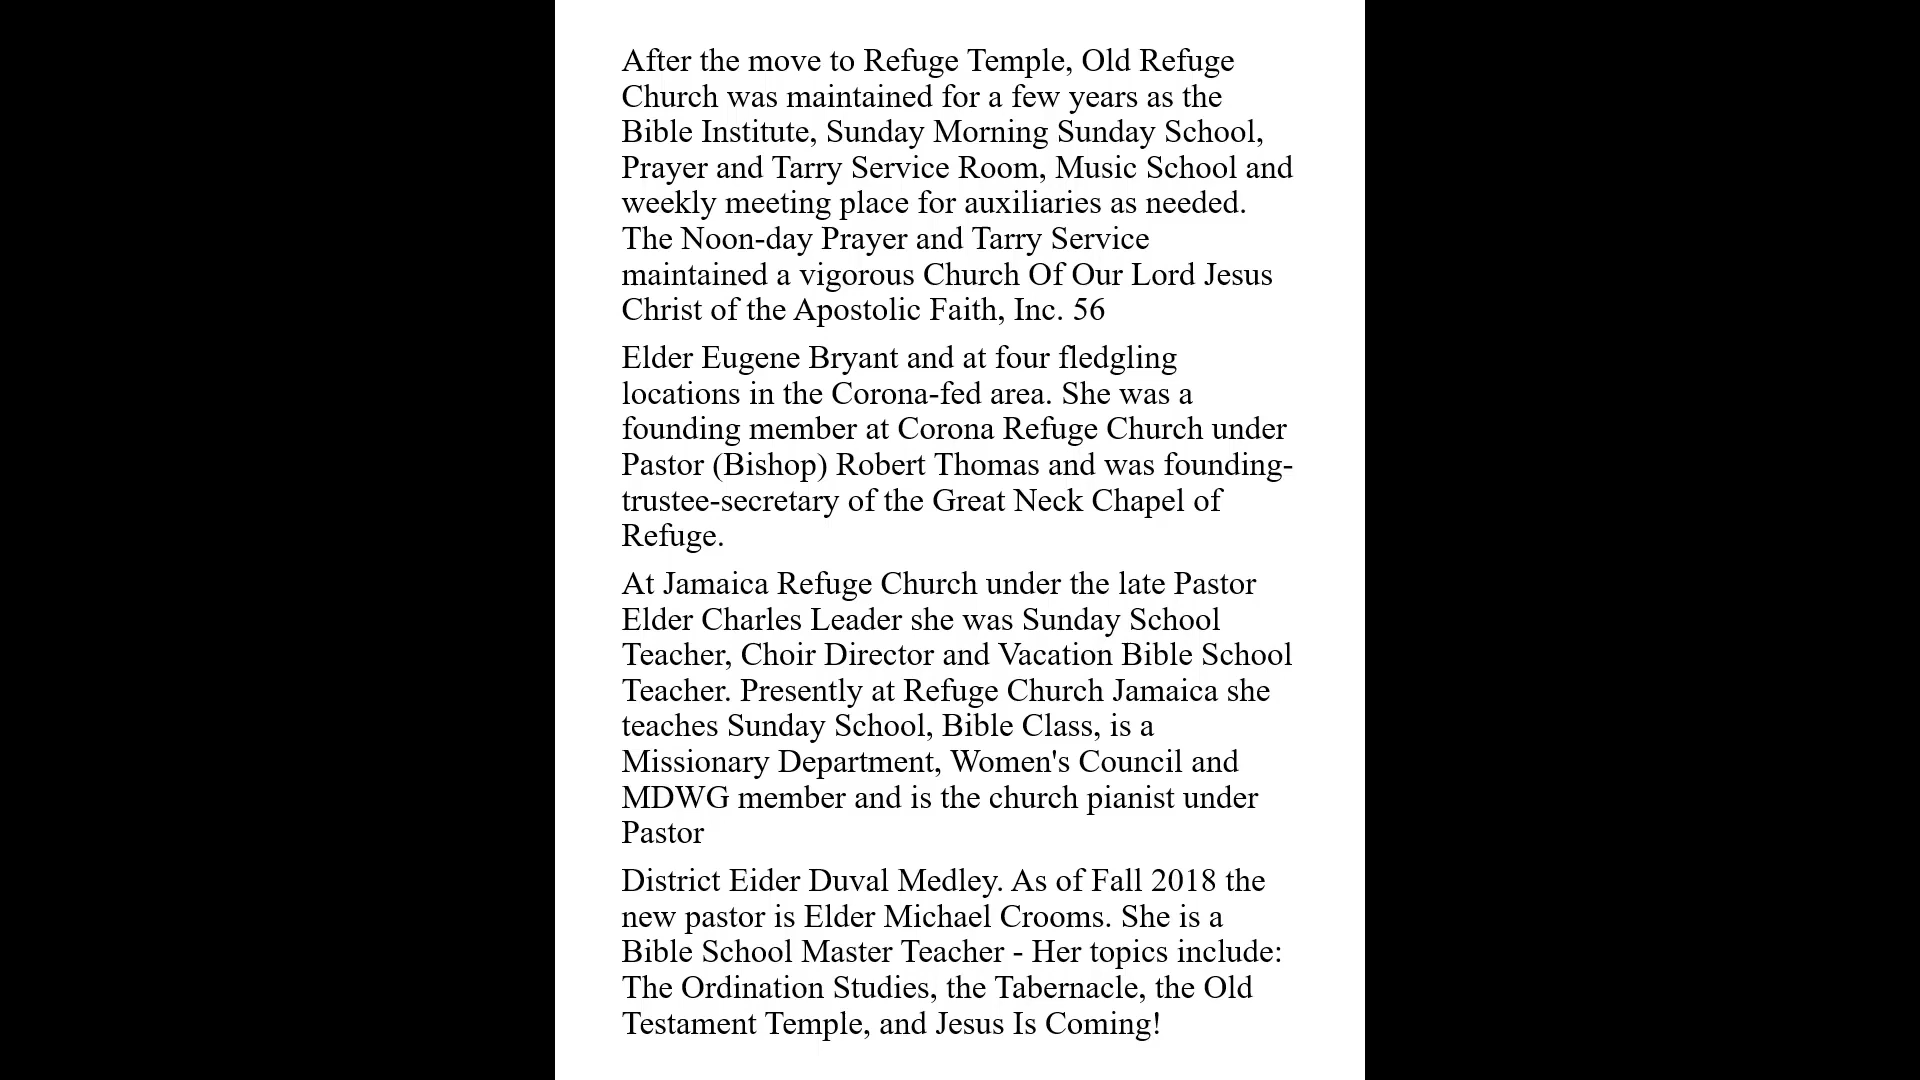 After the move to Refuge Temple, Old Refuge
Church was maintained for a few years as the
Bible Institute, Sunday Morning Sunday School,
Prayer and Tarry Service Room, Music School and
weekly meeting place for auxiliaries as needed.
The Noon-day Prayer and Tarry Service
maintained a vigorous Church Of Our Lord Jesus
Christ of the Apostolic Faith, Inc. 56
Elder Eugene Bryant and at four fledgling
locations in the Corona-fed area. She was a
founding member at Corona Refuge Church under
Pastor (Bishop) Robert Thomas and was founding-
trustee-secretary of the Great Neck Chapel of
Refuge.
At Jamaica Refuge Church under the late Pastor
Elder Charles Leader she was Sunday School
Teacher, Choir Director and Vacation Bible School
Teacher. Presently at Refuge Church Jamaica she
teaches Sunday School, Bible Class, is a
Missionary Department, Women's Council and
MDWG member and is the church pianist under
Pastor
District Eider Duval Medley. As of Fall 2018 the
new pastor is Elder Michael Crooms. She is a
Bible School Master Teacher - Her topics include:
The Ordination Studies, the Tabernacle, the Old
Testament Temple, and Jesus Is Coming!